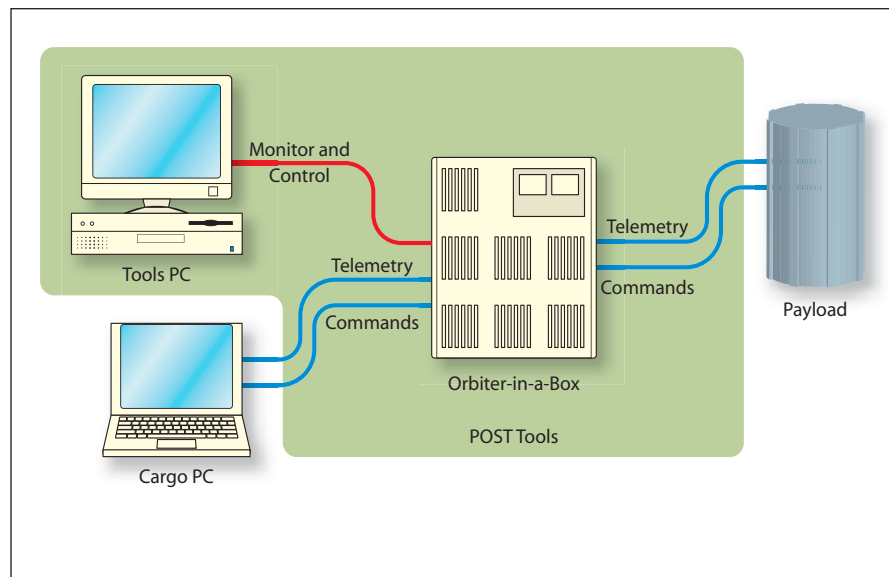 Monitor and
Control
Tools PC
Telemetry
Commands
Telemetry
Commands
Payload
Orbiter-in-a-Box
POST Tools
Cargo PC